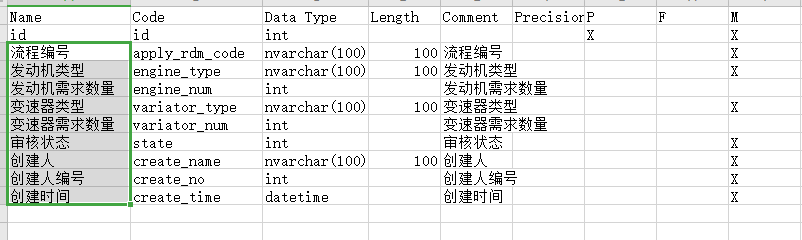 Name Code Data Type Length Comment Precision P F M
id id int X X
流程编号 apply_rdm_code nvarchar(100) 100 流程编号 X
发动机类型 engine_type nvarchar(100) 100 发动机类型 X
发动机需求数量 engine_num int 发动机需求数量
变速器类型 variator_type nvarchar(100) 100 变速器类型 X
变速器需求数量 variator_num int 变速器需求数量
审核状态 state int 审核状态 X
创建人 create_name nvarchar(100) 100 创建人 X
创建人编号 create_no int 创建人编号 X
创建时间 create_time datetime 创建时间 X